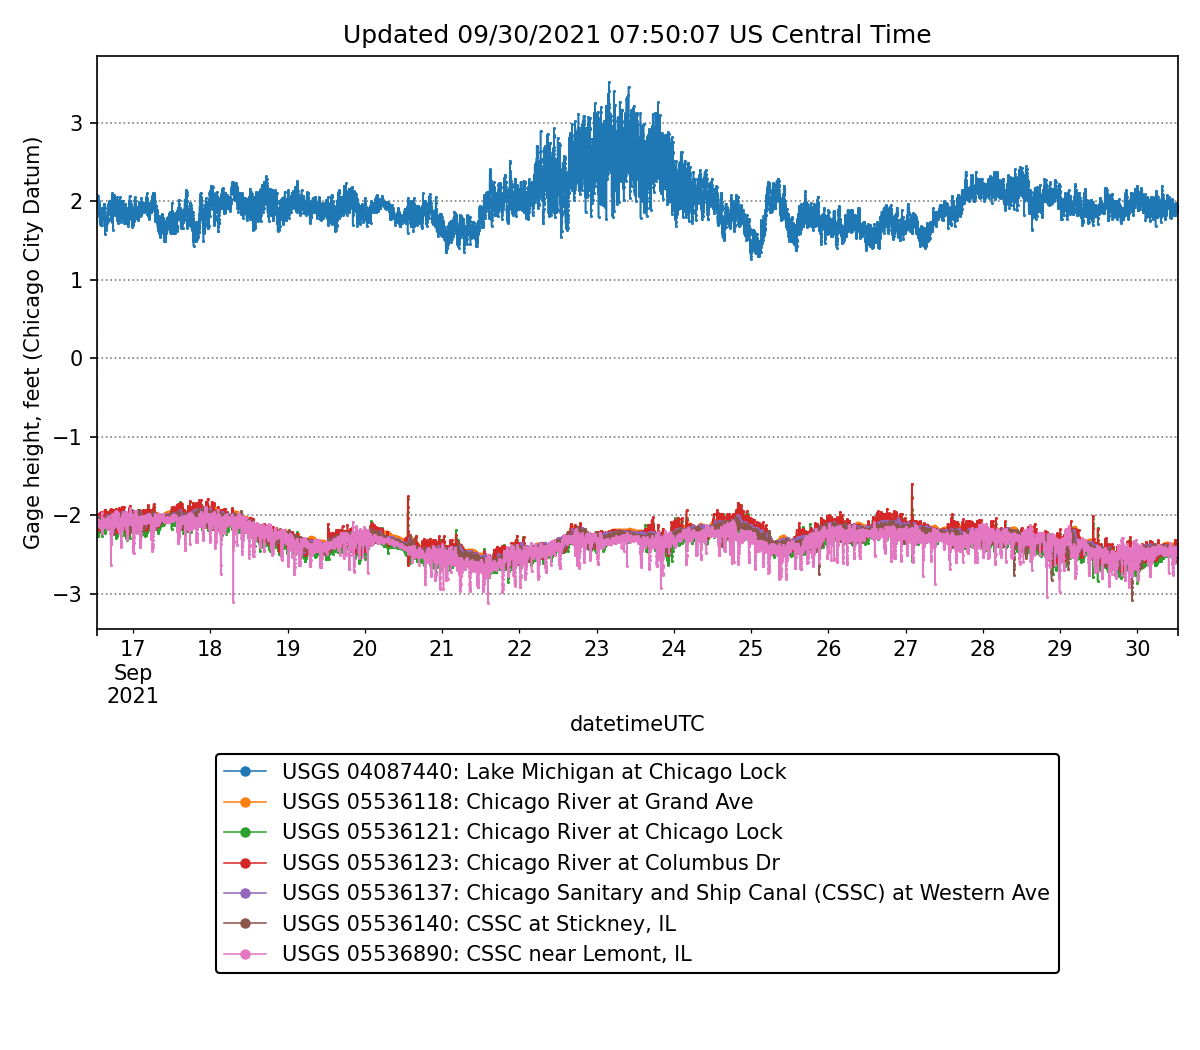 Updated 09/30/2021 07:50:07 US Central Time
Gage height, feet (Chicago City Datum)
3
2
1
0
−1
−2
−3
17 18 19 20 21 22 23 24 25 26 27 28 29 30
Sep
2021
datetimeUTC
USGS 04087440: Lake Michigan at Chicago Lock
USGS 05536118: Chicago River at Grand Ave
USGS 05536121: Chicago River at Chicago Lock
USGS 05536123: Chicago River at Columbus Dr
USGS 05536137: Chicago Sanitary and Ship Canal (CSSC) at Western Ave
USGS 05536140: CSSC at Stickney, IL
USGS 05536890: CSSC near Lemont, IL